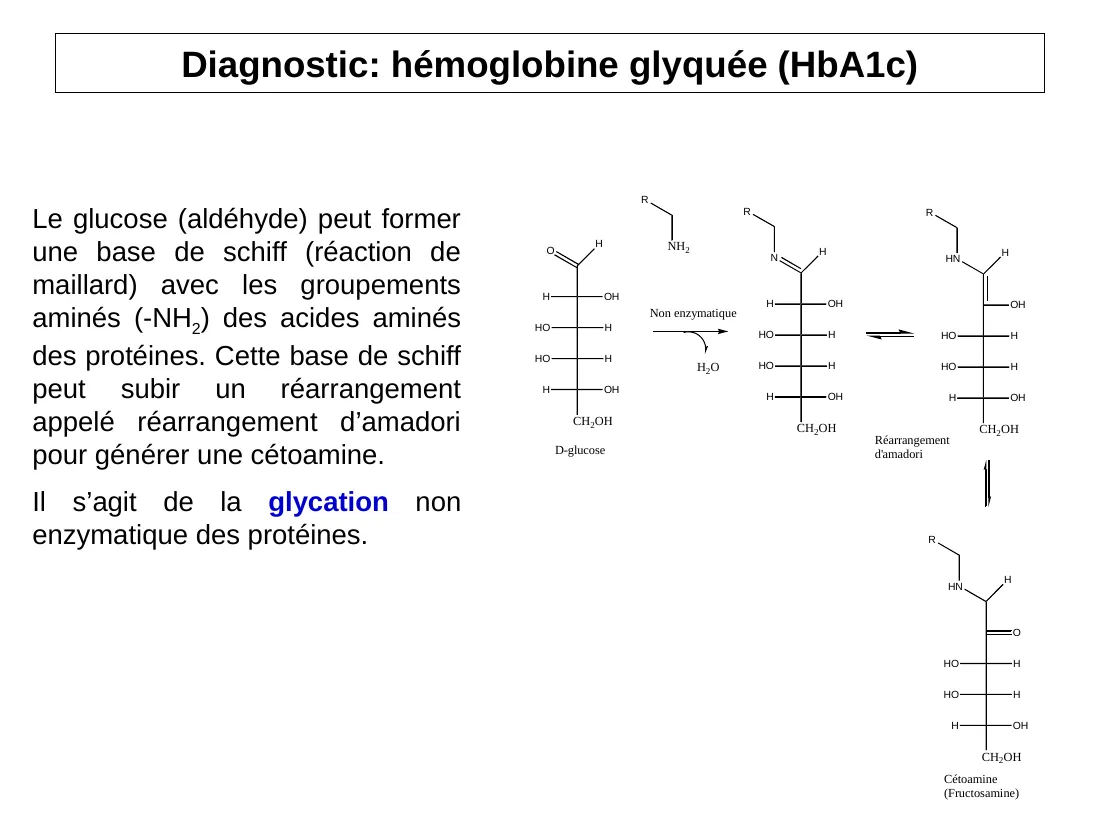 Diagnostic: hémoglobine glyquée (HbA1c)
Le glucose (aldéhyde) peut former
une base de schiff (réaction de
maillard) avec les groupements
aminés (-NH2) des acides aminés
des protéines. Cette base de schiff
peut subir un réarrangement
appelé réarrangement d'amadori
pour générer une cétoamine.
Il s'agit de la glycation non
enzymatique des protéines.
O H
H OH
HO H
HO H
H OH
CH2OH
D-glucose
R
NH2
Non enzymatique
H2O
R
N H
H OH
HO H
HO H
H OH
CH2OH
R
HN H
OH
HO H
HO H
H OH
CH2OH
Réarrangement
d'amadori
R
HN H
O
HO H
HO H
H OH
CH2OH
Cétoamine
(Fructosamine)